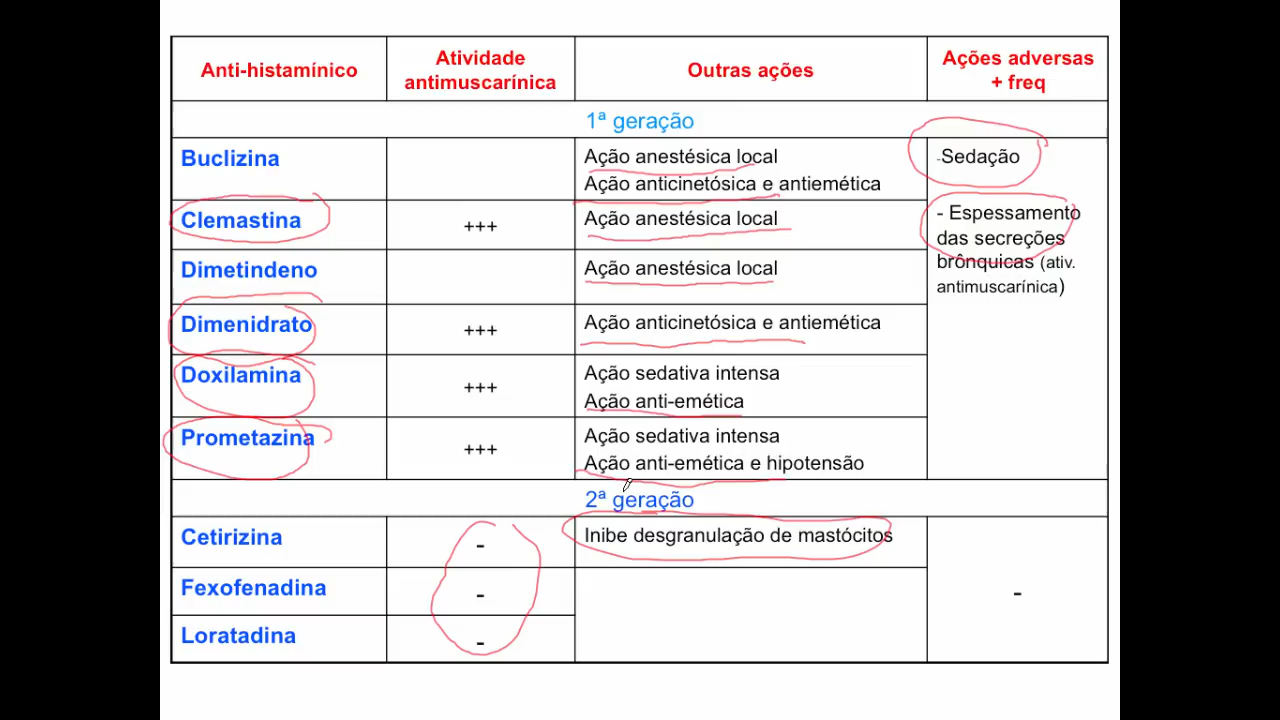 Anti-histamínico
Atividade
antimuscarínica
Outras ações
Ações adversas
+ freq
1ª geração
Buclizina
Ação anestésica local
Ação anticinetósica e antiemética
-Sedação
Clemastina
+++
Ação anestésica local
- Espessamento
das secreções
brônquicas (ativ.
antimuscarínica)
Dimetindeno
Ação anestésica local
Dimenidrato
+++
Ação anticinetósica e antiemética
Doxilamina
+++
Ação sedativa intensa
Ação anti-emética
Prometazina
+++
Ação sedativa intensa
Ação anti-emética e hipotensão
2ª geração
Cetirizina
-
Inibe desgranulação de mastócitos
Fexofenadina
-
-
Loratadina
-